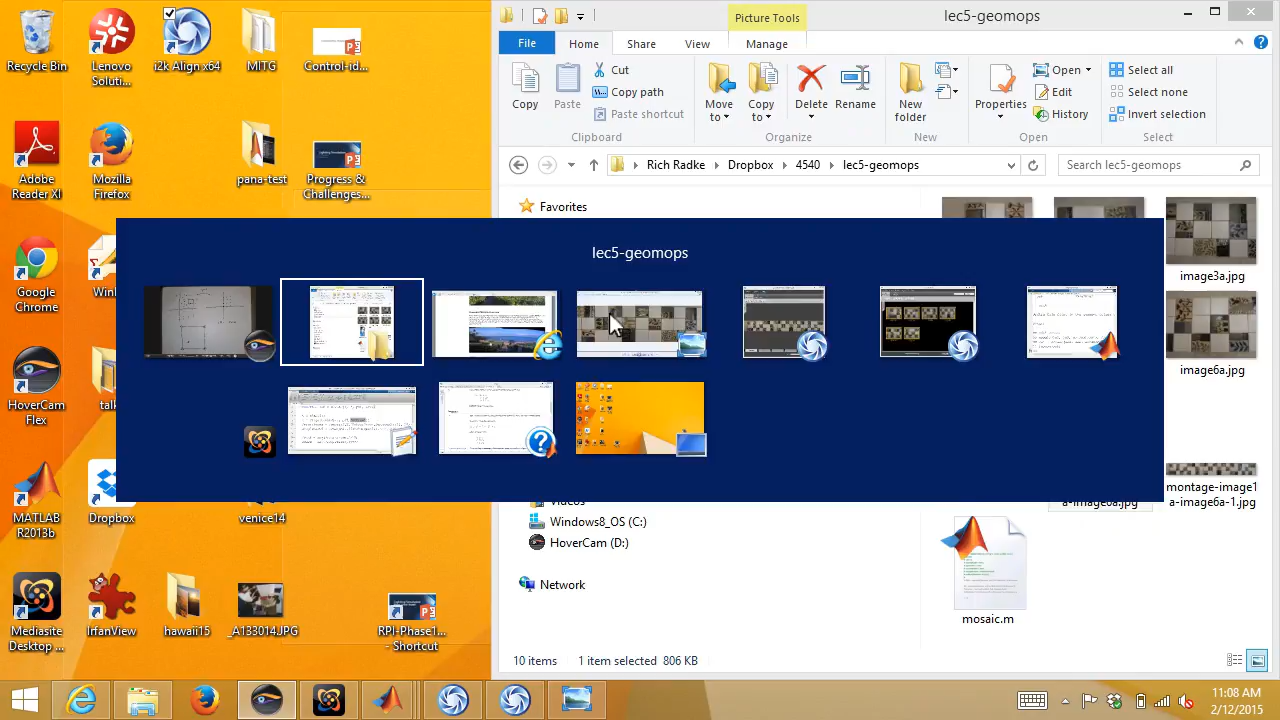 Recycle Bin
Lenovo
Soluti...
i2k Align x64
MITG
Control-id...
Adobe
Reader XI
Mozilla
Firefox
pana-test
Progress &
Challenges...
Google
Chrome
HoverCam
Flex
MATLAB
R2013b
Dropbox
venice14
Mediasite
Desktop ...
IrfanView
hawaii15
_A133014.JPG
RPI-Phase1...
- Shortcut
Picture Tools
lec5-geomops
File
Home
Share
View
Manage
Copy
Paste
Cut
Copy path
Paste shortcut
Clipboard
Move
to
Copy
to
Delete
Rename
Organize
New
folder
New
Properties
Open
Edit
History
Open
Select all
Select none
Invert selection
Select
Rich Radke
Dropbox
4540
lec5-geomops
Search lec5-geomops
Favorites
lec5-geomops
image3a.jpg
image6a.jpg
montage-image1
a-image6a-1.jpg
Windows8_OS (C:)
HoverCam (D:)
Network
mosaic.m
10 items
1 item selected 806 KB
11:08 AM
2/12/2015